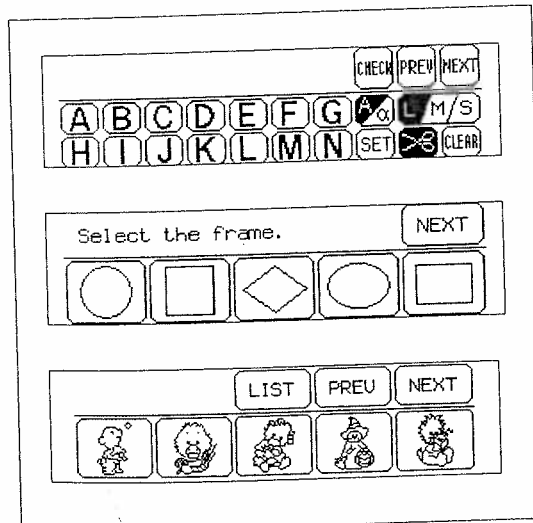 CHECK PREV NEXT
A B C D E F G A/α L/M/S
H I J K L M N SET CLEAR
Select the frame. NEXT
LIST PREV NEXT